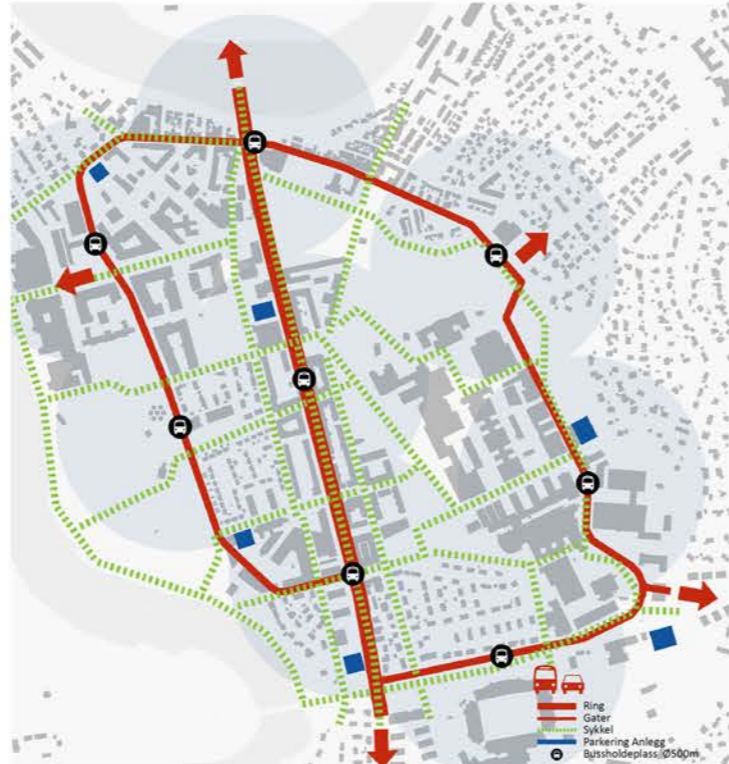 Ring
Gater
Sykkel
Parkering Anlegg
Bussholdeplass Ø500m